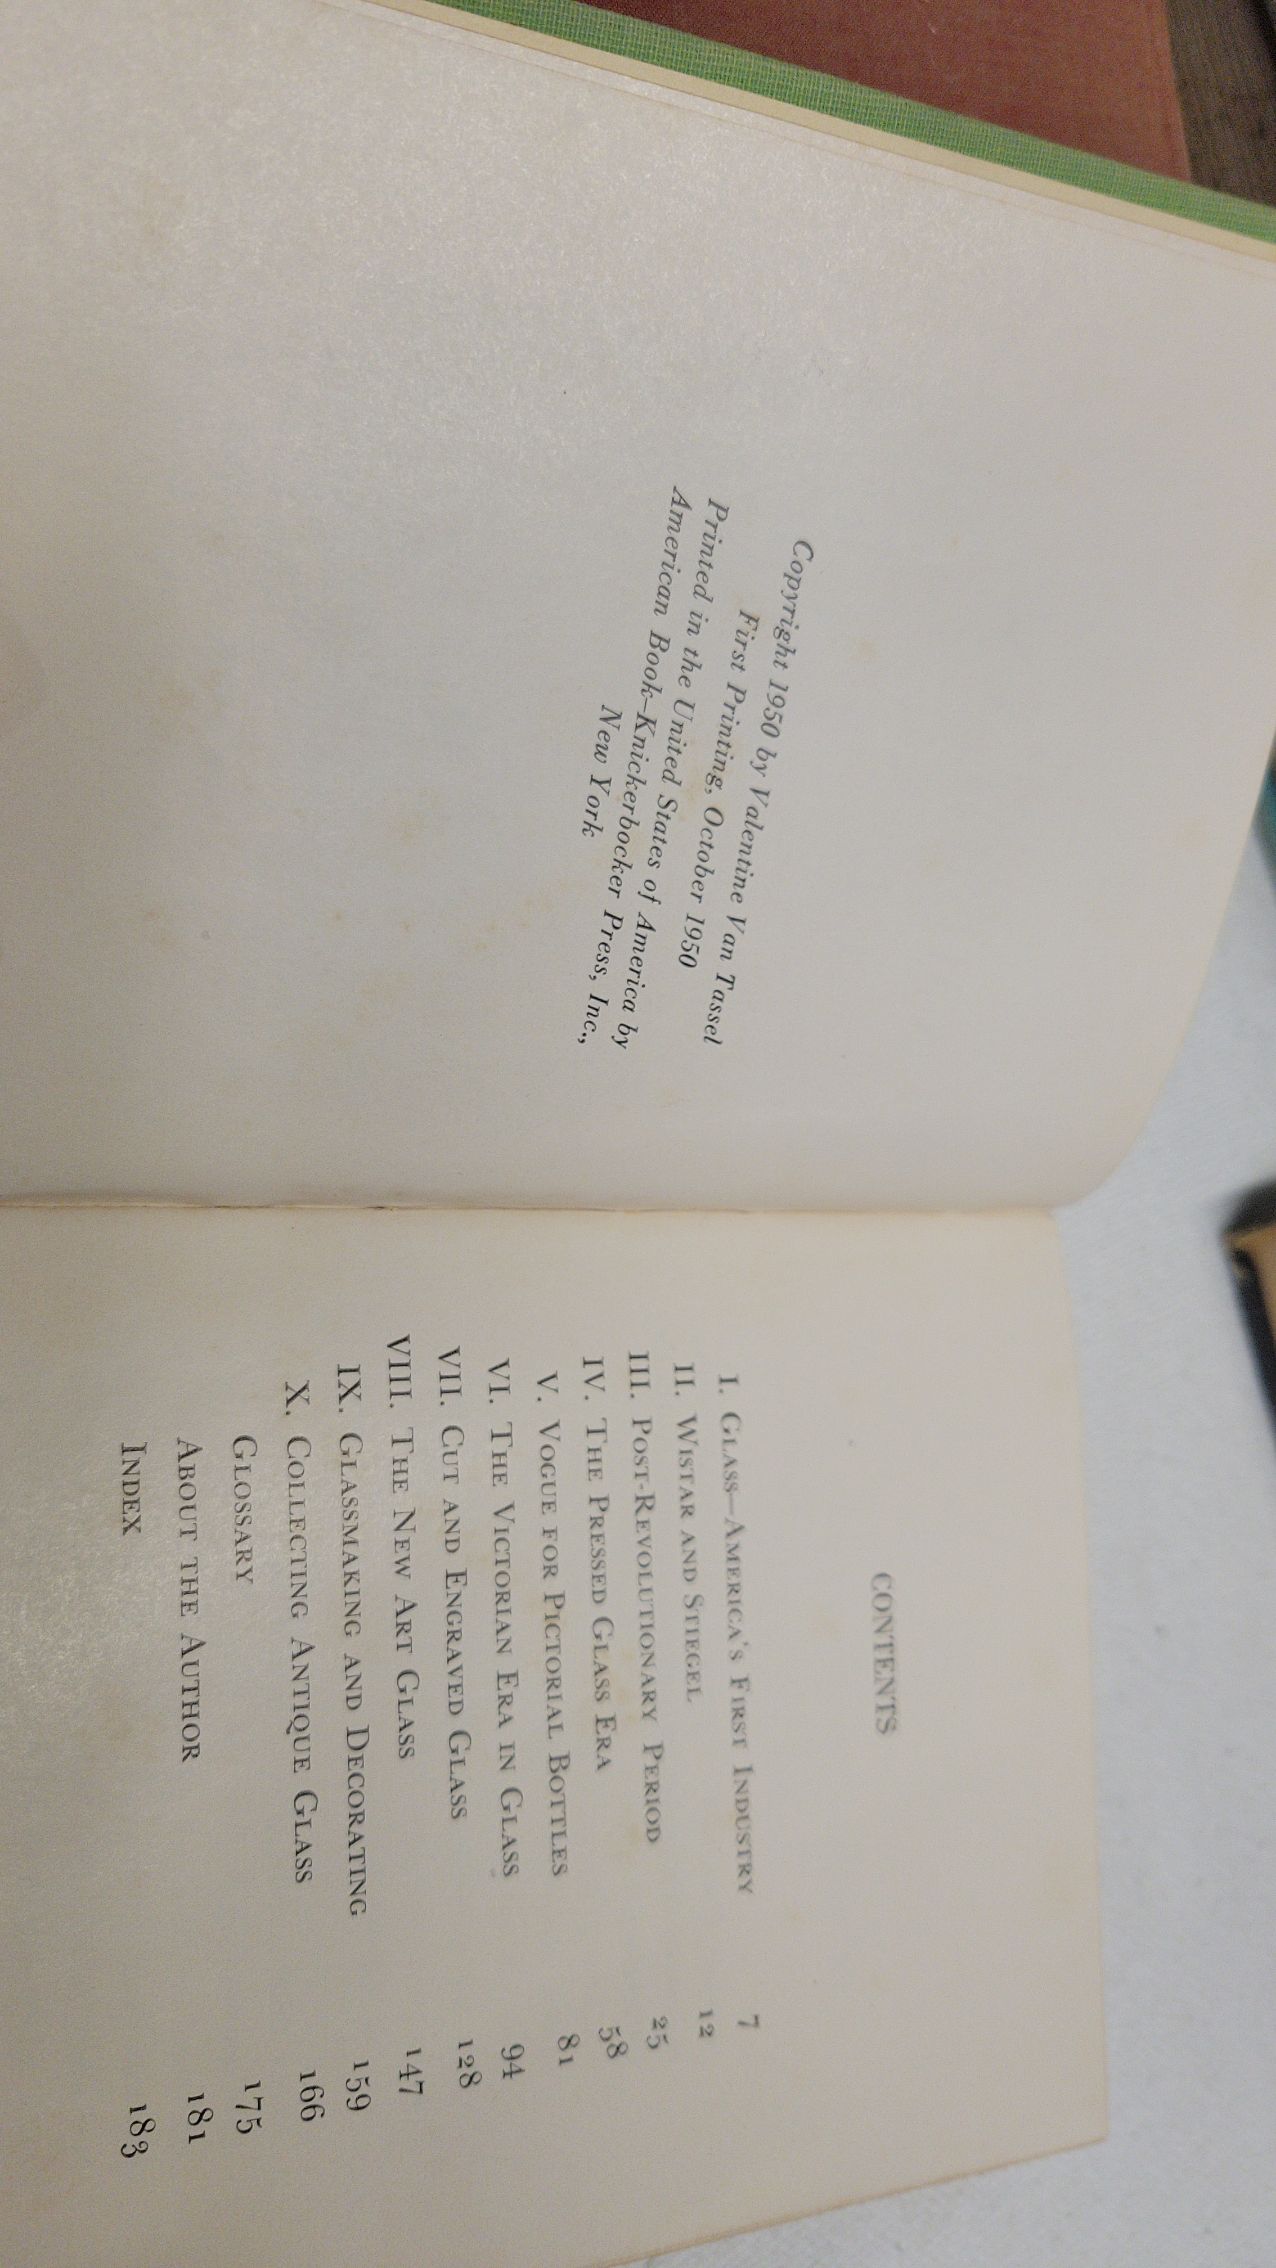 Copyright 1950 by Valentine Van Tassel
First Printing, October 1950
Printed in the United States of America by
American Book–Knickerbocker Press, Inc.,
New York
CONTENTS
I. Glass—America's First Industry 7
II. Wistar and Stiegel 12
III. Post-Revolutionary Period 25
IV. The Pressed Glass Era 58
V. Vogue for Pictorial Bottles 81
VI. The Victorian Era in Glass 94
VII. Cut and Engraved Glass 128
VIII. The New Art Glass 147
IX. Glassmaking and Decorating 159
X. Collecting Antique Glass 166
Glossary 175
About the Author 181
Index 183